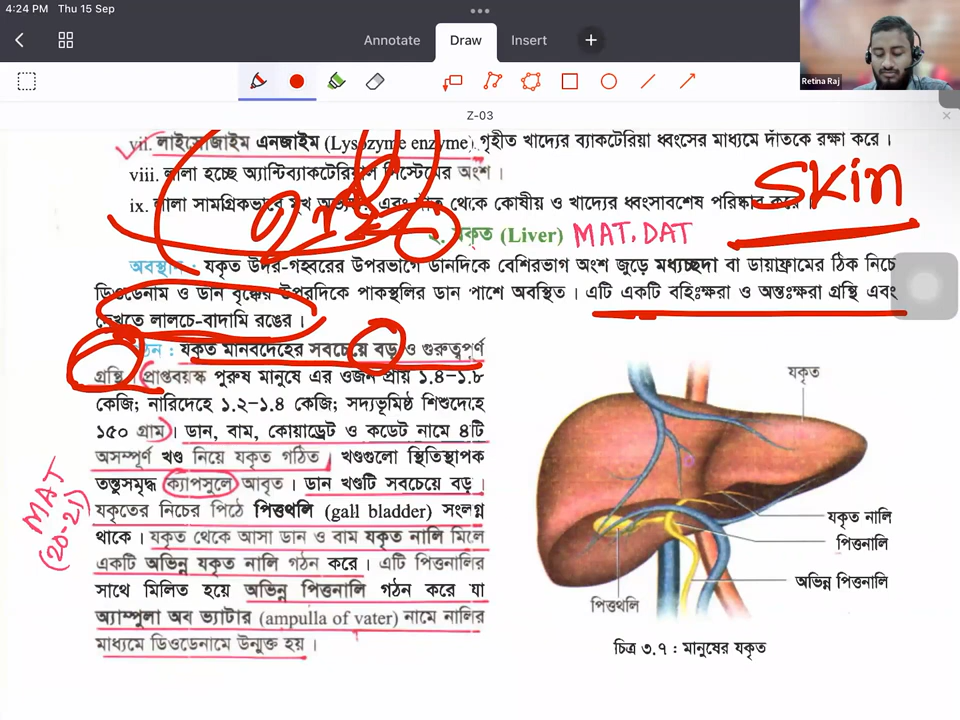 4:24 PM Thu 15 Sep
Annotate Draw Insert
Retina Raj
Z-03
vii. লাইসোজাইম এনজাইম (Lysozyme enzyme) গৃহীত খাদ্যের ব্যাকটেরিয়া ধ্বংসের মাধ্যমে দাঁতকে রক্ষা করে।
viii. লালা হচ্ছে অ্যান্টিব্যাকটেরিয়াল সিস্টেমের অংশ।
ix. লালা সামগ্রিকভাবে মুখ এবং থেকে কোষীয় ও খাদ্যের ধ্বংসাবশেষ পরিষ্কার করে।
Skin
২. যকৃত (Liver) MAT, DAT
অবস্থান : যকৃত উদর-গহ্বরের উপরভাগে ডানদিকে বেশিরভাগ অংশ জুড়ে মধ্যচ্ছদা বা ডায়াফ্রামের ঠিক নিচে
ডিওডেনাম ও ডান বৃক্কের উপরদিকে পাকস্থলির ডান পাশে অবস্থিত। এটি একটি বহিঃক্ষরা ও অন্তঃক্ষরা গ্রন্থি এবং
দেখতে লালচে-বাদামি রঙের।
গঠন : যকৃত মানবদেহের সবচেয়ে বড় ও গুরুত্বপূর্ণ
গ্রন্থি। প্রাপ্তবয়স্ক পুরুষ মানুষে এর ওজন প্রায় ১.৪–১.৮
কেজি; নারিদেহে ১.২–১.৪ কেজি; সদ্যভূমিষ্ঠ শিশুদেহে
১৫০ গ্রাম। ডান, বাম, কোয়াড্রেট ও কডেট নামে ৪টি
অসম্পূর্ণ খণ্ড নিয়ে যকৃত গঠিত। খণ্ডগুলো স্থিতিস্থাপক
তন্তুসমৃদ্ধ ক্যাপসুলে আবৃত। ডান খণ্ডটি সবচেয়ে বড়।
যকৃতের নিচের পিঠে পিত্তথলি (gall bladder) সংলগ্ন
থাকে। যকৃত থেকে আসা ডান ও বাম যকৃত নালি মিলে
একটি অভিন্ন যকৃত নালি গঠন করে। এটি পিত্তনালির
সাথে মিলিত হয়ে অভিন্ন পিত্তনালি গঠন করে যা
অ্যাম্পুলা অব ভ্যাটার (ampulla of vater) নামে নালির
মাধ্যমে ডিওডেনামে উন্মুক্ত হয়।
MAT
(20-21)
যকৃত
যকৃত নালি
পিত্তনালি
অভিন্ন পিত্তনালি
পিত্তথলি
চিত্র ৩.৭ : মানুষের যকৃত